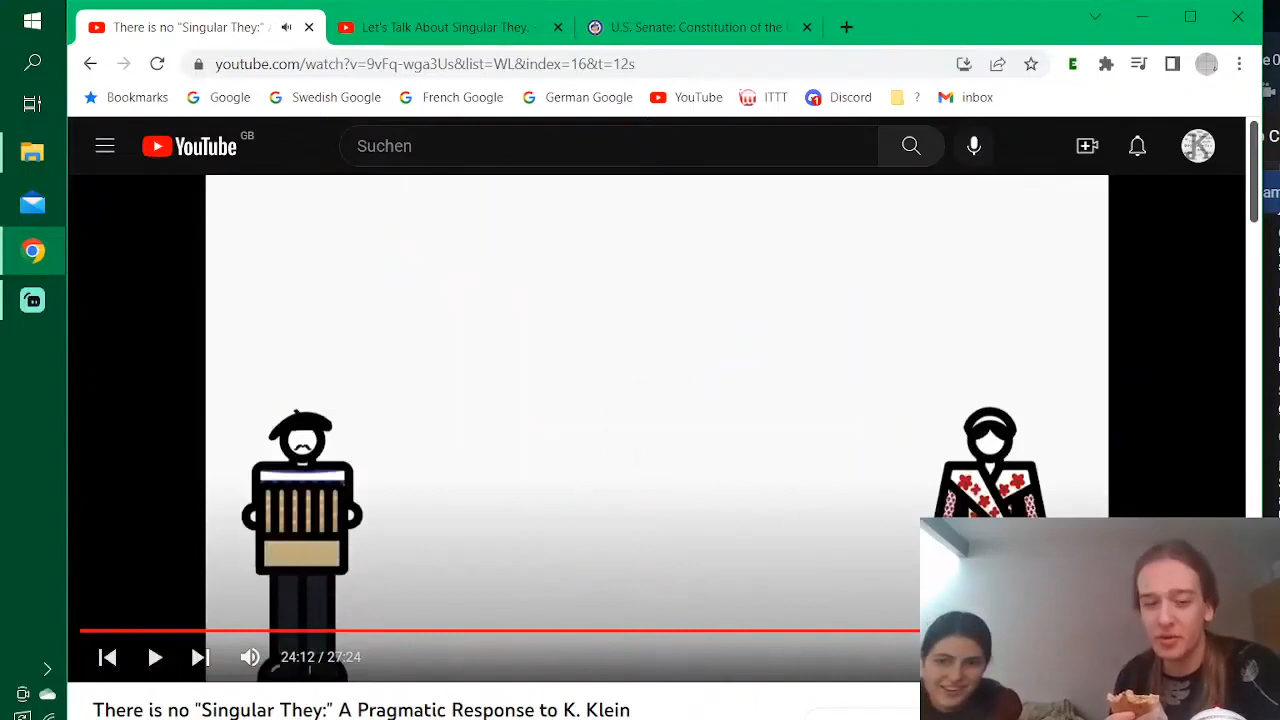 There is no "Singular They:"
Let's Talk About Singular They.
U.S. Senate: Constitution of the
youtube.com/watch?v=9vFq-wga3Us&list=WL&index=16&t=12s
Bookmarks
Google
Swedish Google
French Google
German Google
YouTube
ITTT
Discord
?
inbox
YouTube GB
Suchen
K
24:12 / 27:24
There is no "Singular They:" A Pragmatic Response to K. Klein